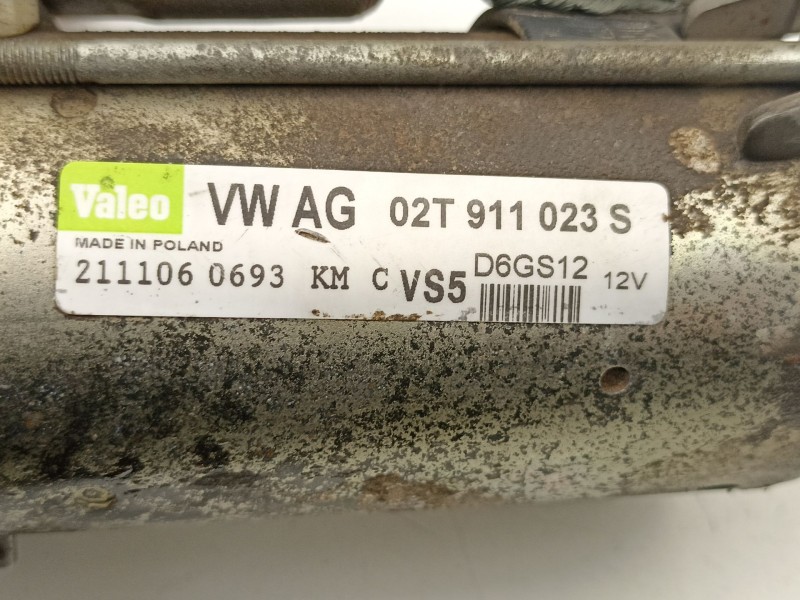 Valeo VW AG 02T 911 023 S
MADE IN POLAND
211106 0693 KM C VS5 D6GS12 12V